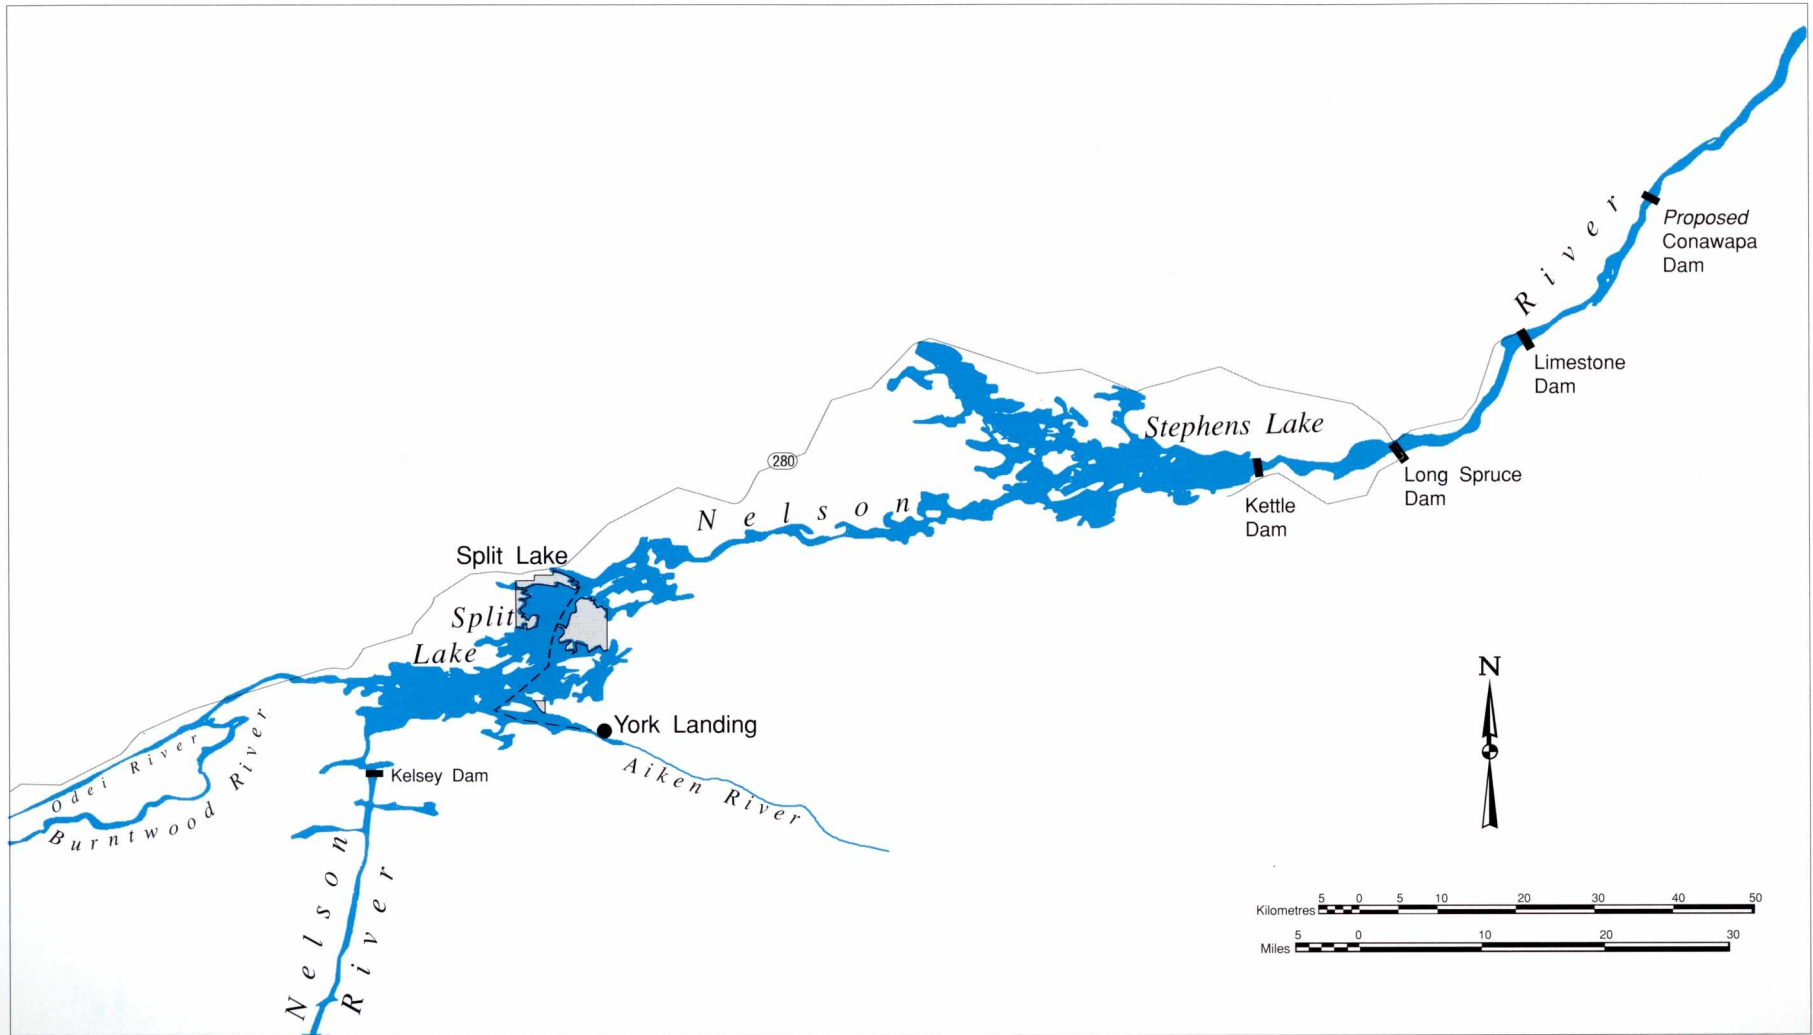 River
Proposed
Conawapa
Dam
Limestone
Dam
Stephens Lake
280
Long Spruce
Dam
Kettle
Dam
Nelson
Split Lake
Split
Lake
York Landing
Aiken River
Odei River
Burntwood River
Kelsey Dam
Nelson
River
N
5 0 5 10 20 30 40 50
Kilometres
5 0 10 20 30
Miles